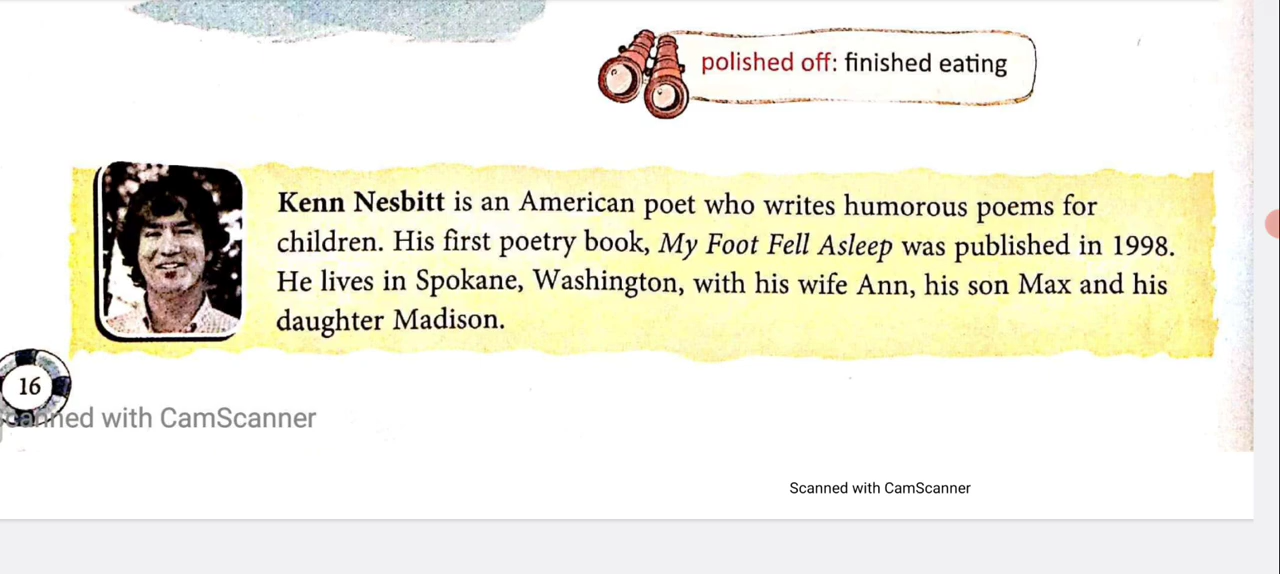 polished off: finished eating
Kenn Nesbitt is an American poet who writes humorous poems for
children. His first poetry book, My Foot Fell Asleep was published in 1998.
He lives in Spokane, Washington, with his wife Ann, his son Max and his
daughter Madison.
16
Scanned with CamScanner
Scanned with CamScanner